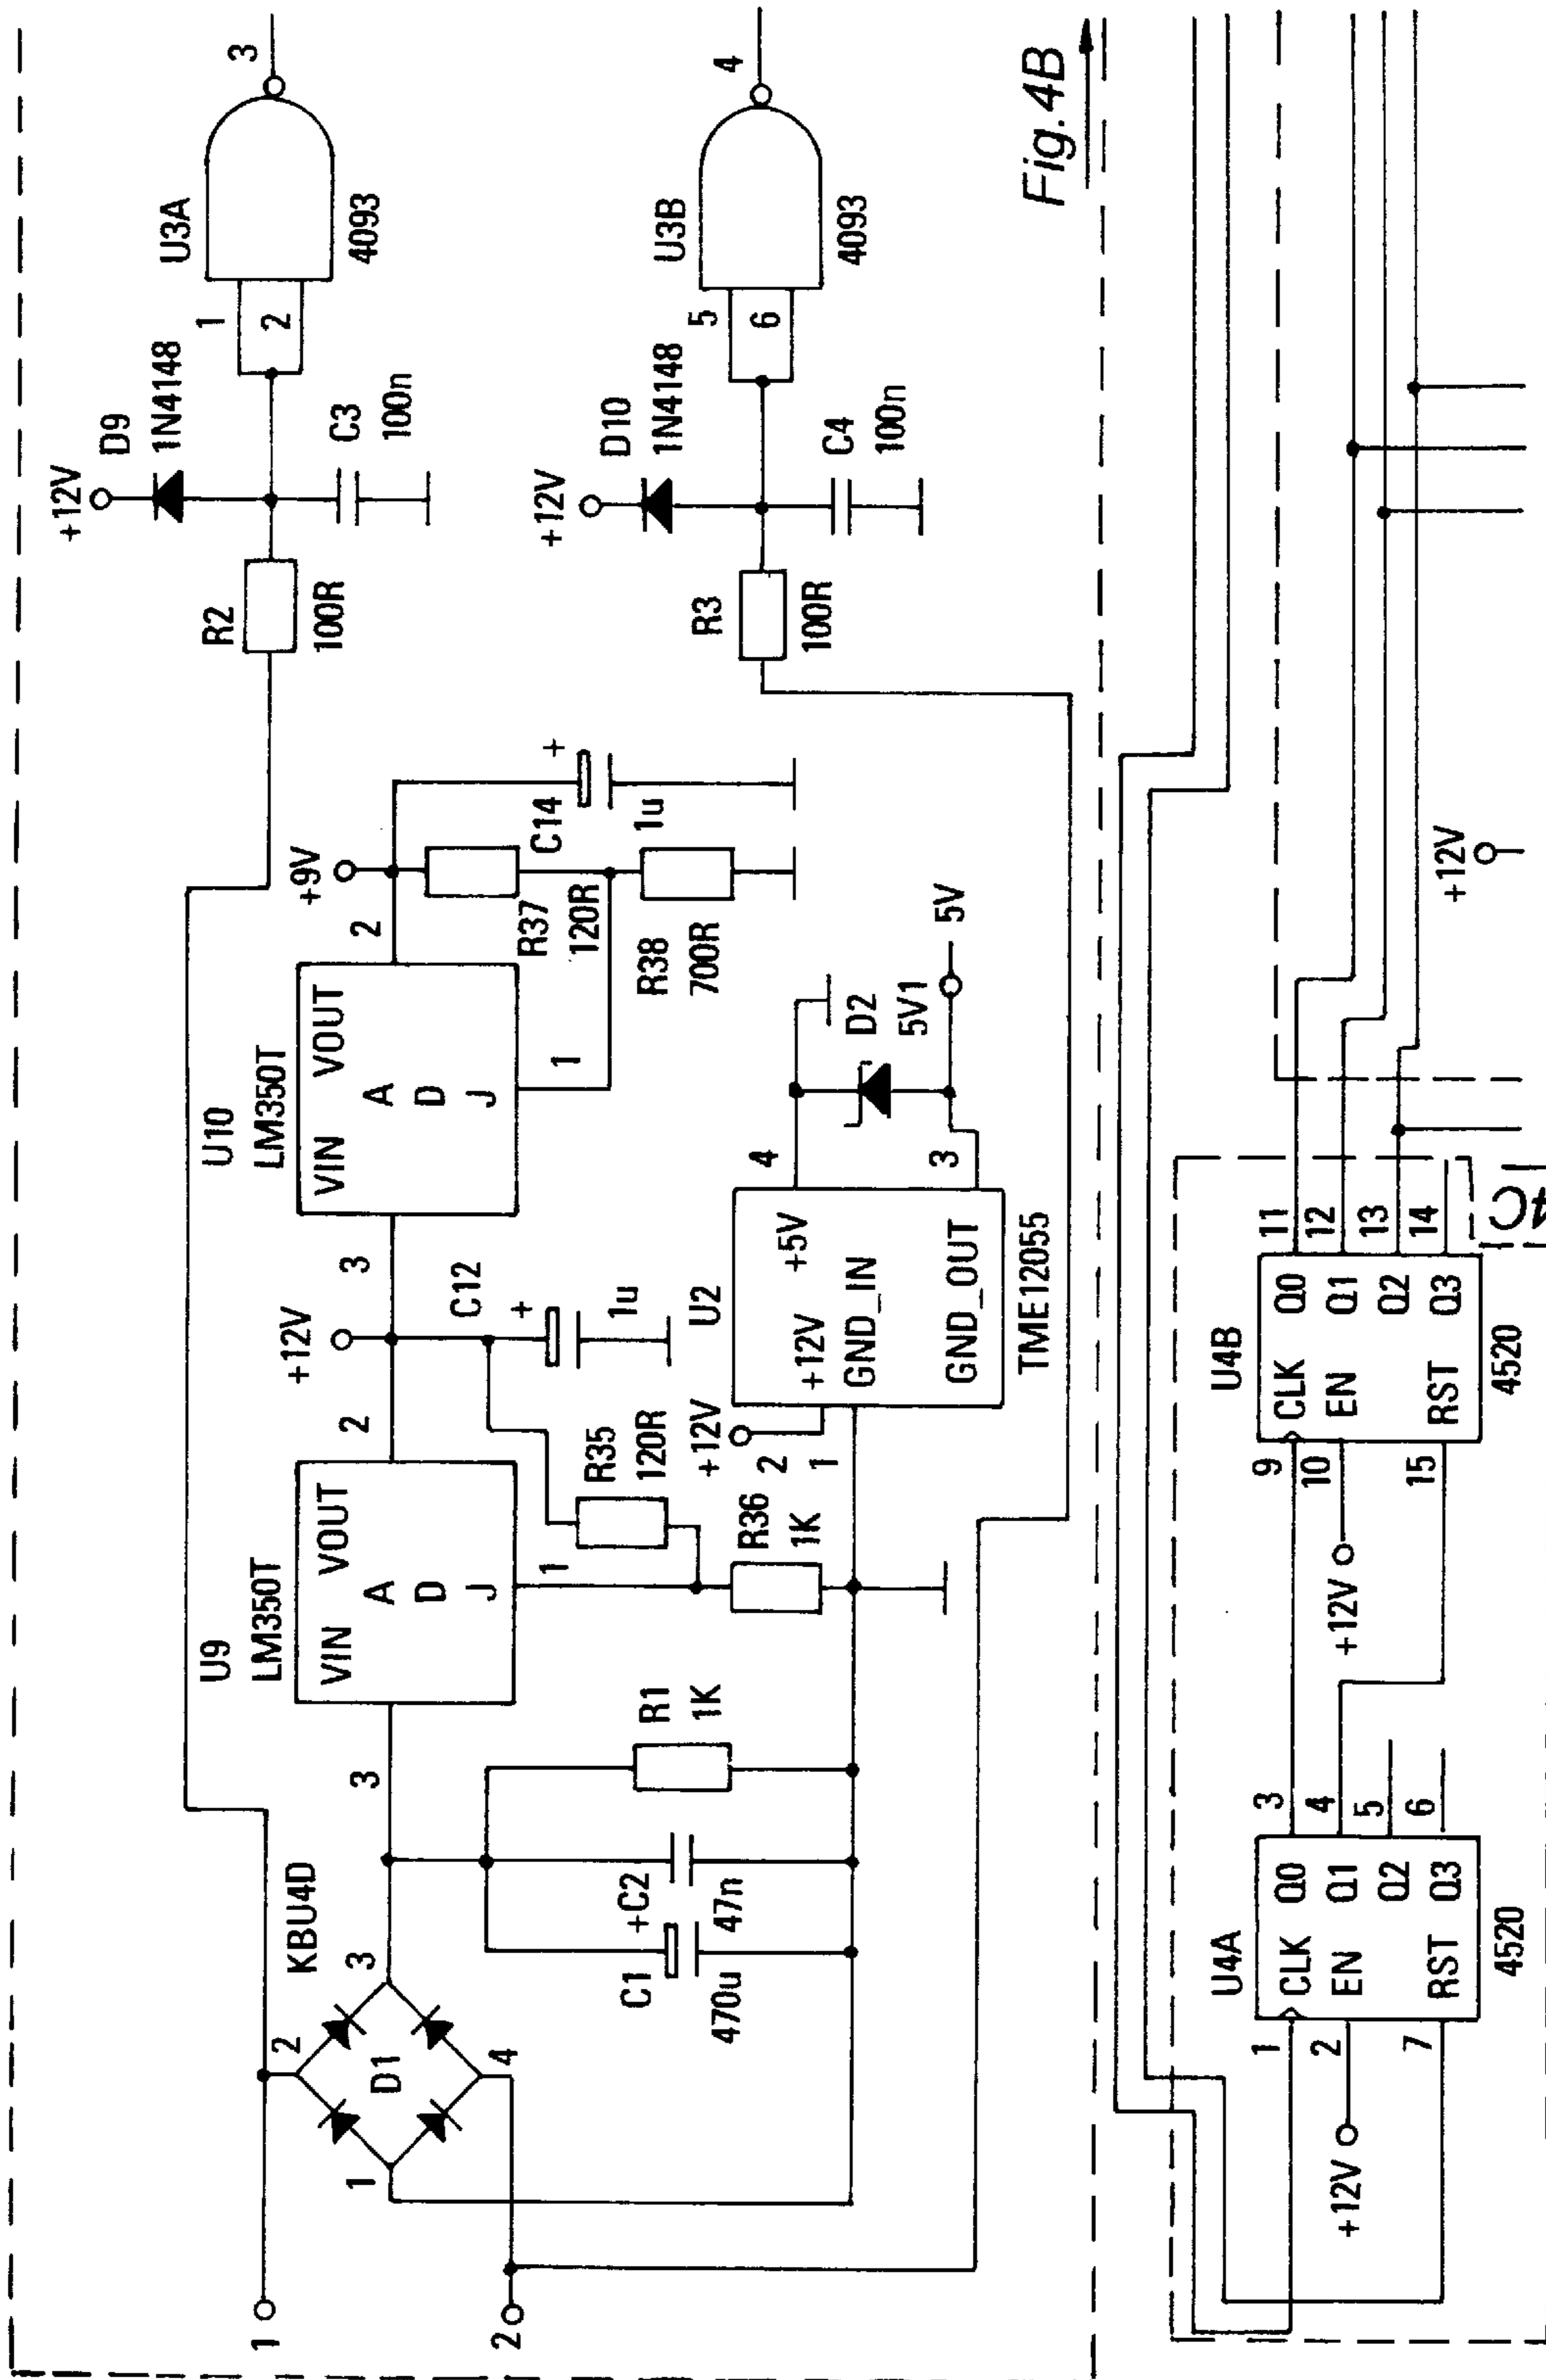 1
2
2
KBU4D
D1
3
1
4
C1
470u
+C2
47n
R1
1K
3
U9
LM350T
VIN
VOUT
A
D
J
2
1
+12V
C12
+
1u
R35
120R
R36
1K
3
U10
LM350T
VIN
VOUT
A
D
J
2
1
+9V
C14
+
1u
R37
120R
R38
700R
+12V
2
1
U2
+12V
+5V
GND_IN
GND_OUT
TME12055
4
3
D2
5V1
5V
R2
100R
+12V
D9
1N4148
C3
100n
1
2
U3A
4093
3
R3
100R
+12V
D10
1N4148
C4
100n
5
6
U3B
4093
4
Fig.4B
U4A
1
2
7
CLK
EN
RST
Q0
Q1
Q2
Q3
4520
3
4
5
6
+12V
U4B
9
10
15
CLK
EN
RST
Q0
Q1
Q2
Q3
4520
11
12
13
14
+12V
4C
+12V